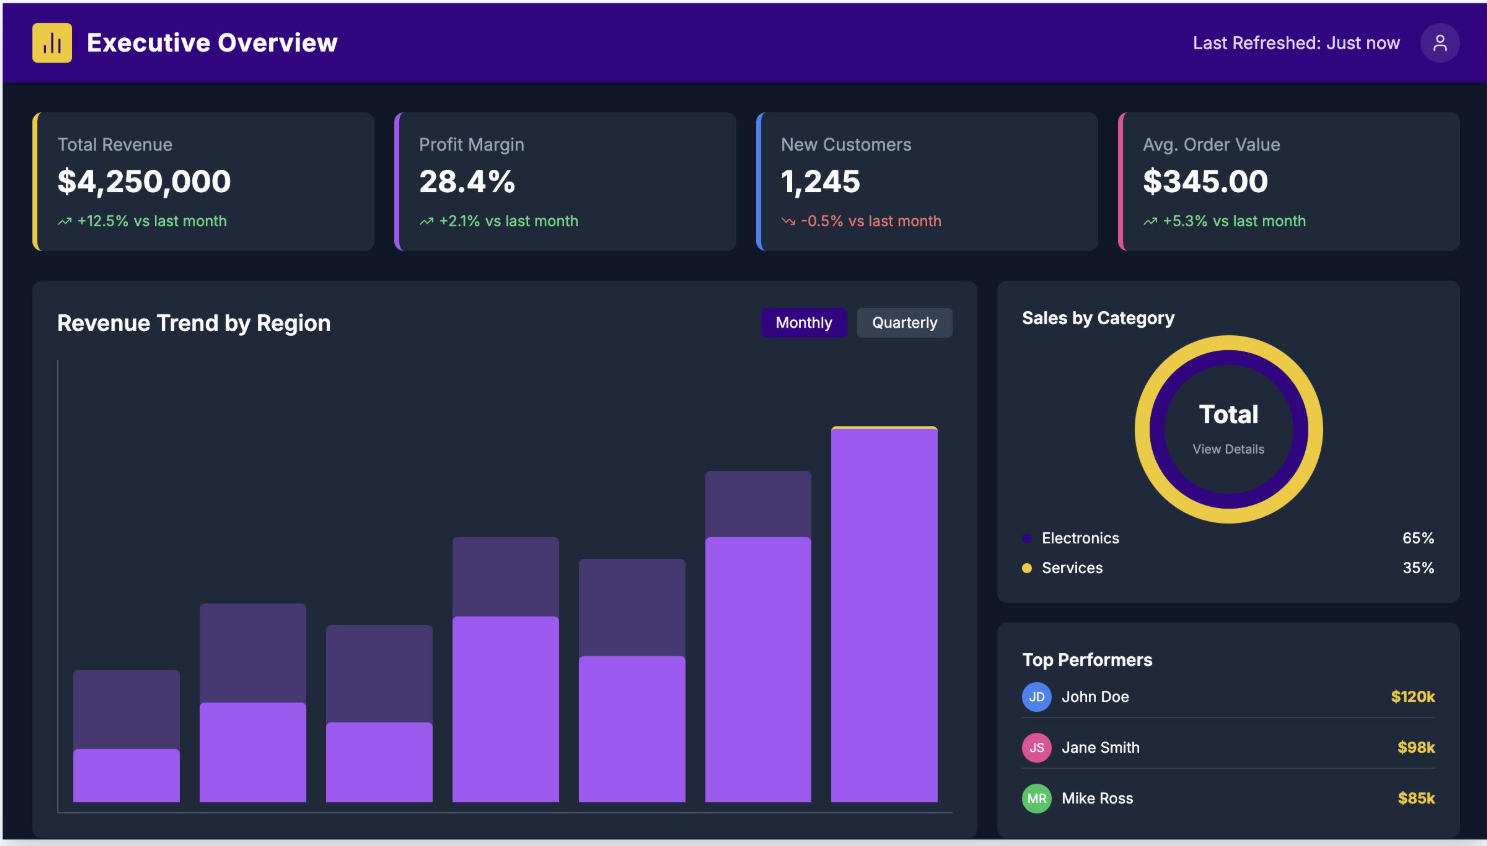 Executive Overview
Last Refreshed: Just now
Total Revenue
$4,250,000
+12.5% vs last month
Profit Margin
28.4%
+2.1% vs last month
New Customers
1,245
-0.5% vs last month
Avg. Order Value
$345.00
+5.3% vs last month
Revenue Trend by Region
Monthly
Quarterly
Sales by Category
Total
View Details
Electronics 65%
Services 35%
Top Performers
JD John Doe $120k
JS Jane Smith $98k
MR Mike Ross $85k